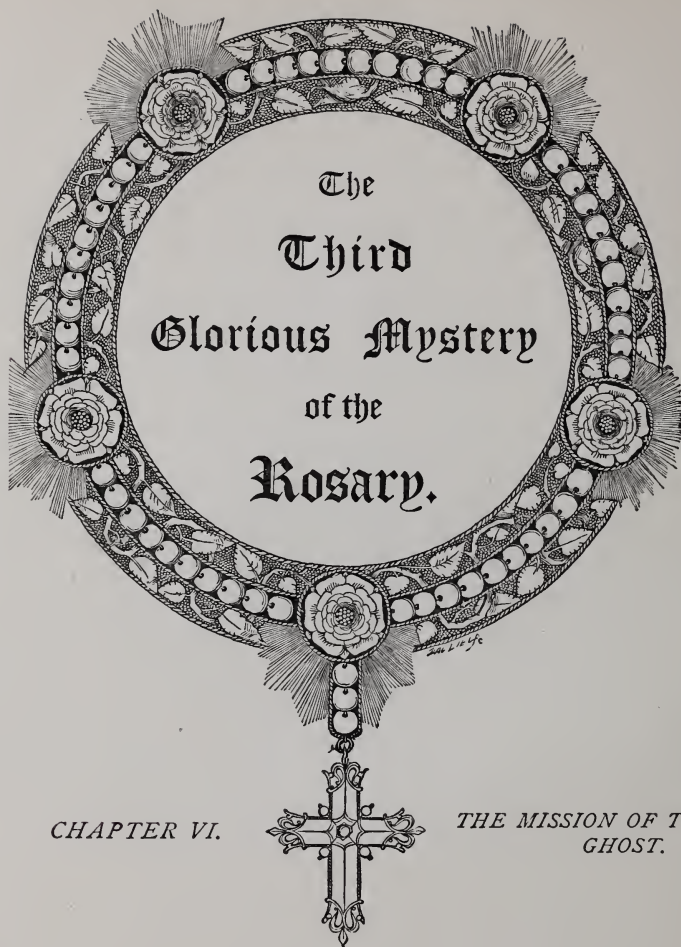 The
Third
Glorious Mystery
of the
Rosary.
CHAPTER VI.
THE MISSION OF
GHOST.